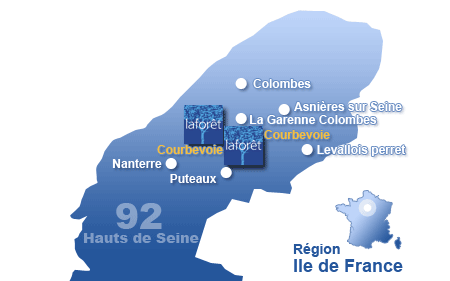 Colombes
Asnières sur Seine
La Garenne Colombes
laforêt
Courbevoie
Courbevoie
laforêt
Levallois perret
Nanterre
Puteaux
92
Hauts de Seine
Région
Ile de France